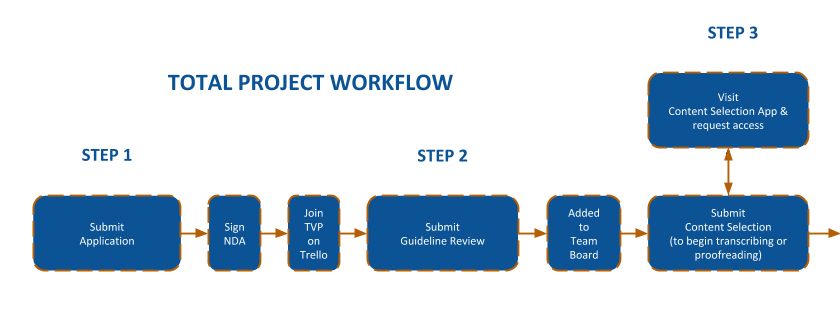 STEP 3
TOTAL PROJECT WORKFLOW
Visit
Content Selection App &
request access
STEP 1
STEP 2
Submit
Application
Sign
NDA
Join
TVP
on
Trello
Submit
Guideline Review
Added
to
Team
Board
Submit
Content Selection
(to begin transcribing or
proofreading)